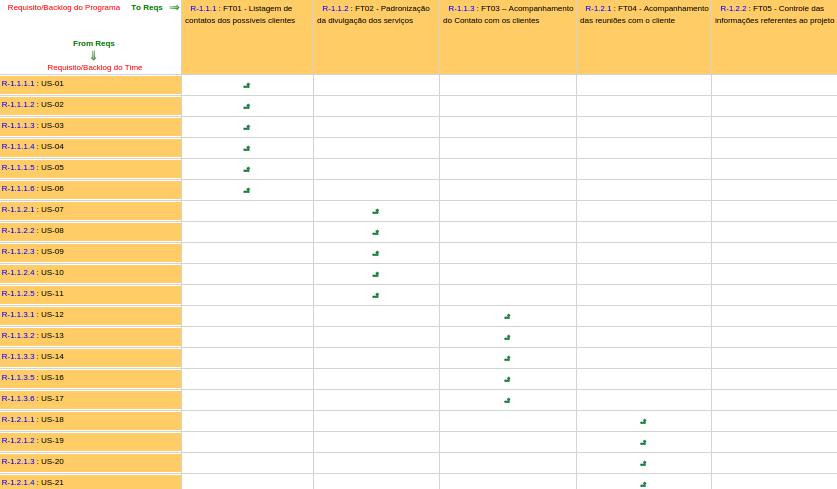 Requisito/Backlog do Programa To Reqs ⇒
From Reqs
⇓
Requisito/Backlog do Time
R-1.1.1 : FT01 - Listagem de
contatos dos possíveis clientes
R-1.1.2 : FT02 - Padronização
da divulgação dos serviços
R-1.1.3 : FT03 – Acompanhamento
do Contato com os clientes
R-1.2.1 : FT04 - Acompanhamento
das reuniões com o cliente
R-1.2.2 : FT05 - Controle das
informações referentes ao projeto
R-1.1.1.1 : US-01
R-1.1.1.2 : US-02
R-1.1.1.3 : US-03
R-1.1.1.4 : US-04
R-1.1.1.5 : US-05
R-1.1.1.6 : US-06
R-1.1.2.1 : US-07
R-1.1.2.2 : US-08
R-1.1.2.3 : US-09
R-1.1.2.4 : US-10
R-1.1.2.5 : US-11
R-1.1.3.1 : US-12
R-1.1.3.2 : US-13
R-1.1.3.3 : US-14
R-1.1.3.5 : US-16
R-1.1.3.6 : US-17
R-1.2.1.1 : US-18
R-1.2.1.2 : US-19
R-1.2.1.3 : US-20
R-1.2.1.4 : US-21